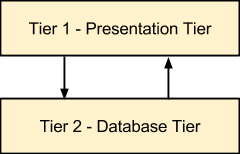 Tier 1 - Presentation Tier
Tier 2 - Database Tier